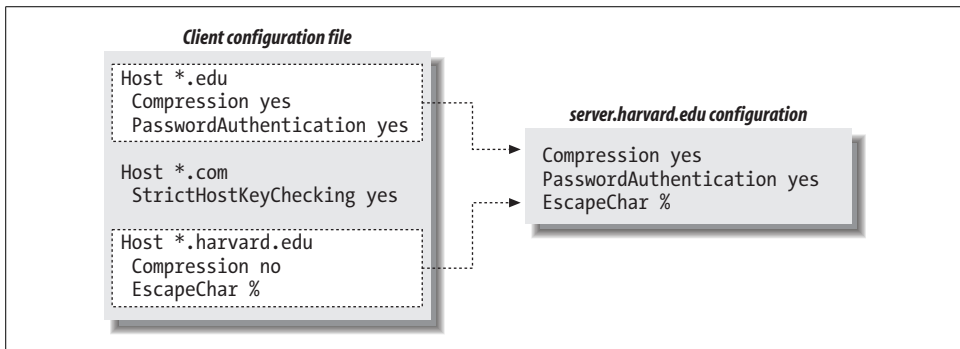 Client configuration file
Host *.edu
Compression yes
PasswordAuthentication yes
Host *.com
StrictHostKeyChecking yes
Host *.harvard.edu
Compression no
EscapeChar %
server.harvard.edu configuration
Compression yes
PasswordAuthentication yes
EscapeChar %